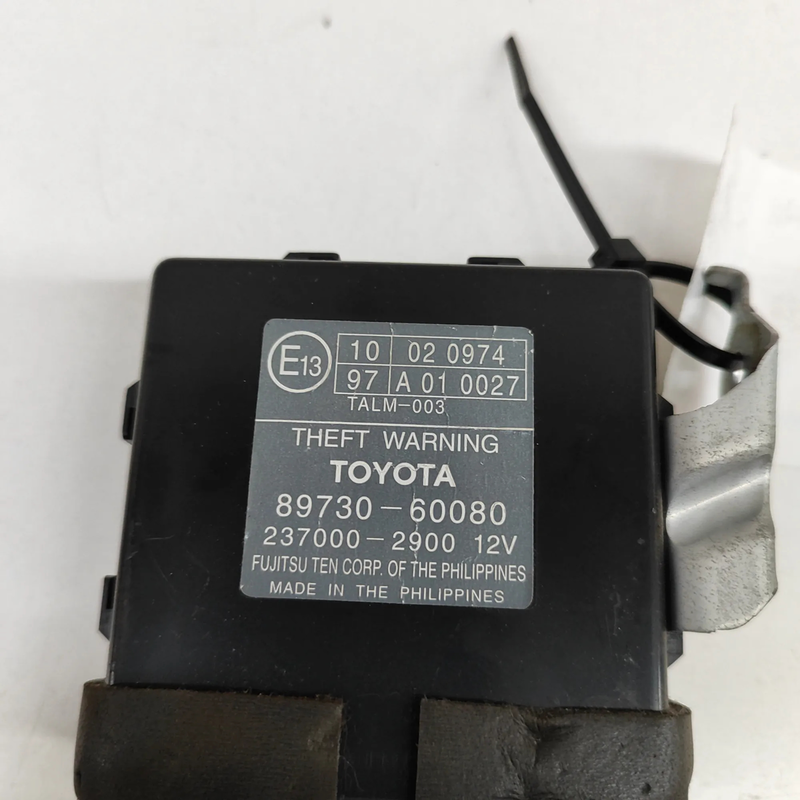 E13
10 02 0974
97 A 01 0027
TALM-003
THEFT WARNING
TOYOTA
89730-60080
237000-2900 12V
FUJITSU TEN CORP. OF THE PHILIPPINES
MADE IN THE PHILIPPINES